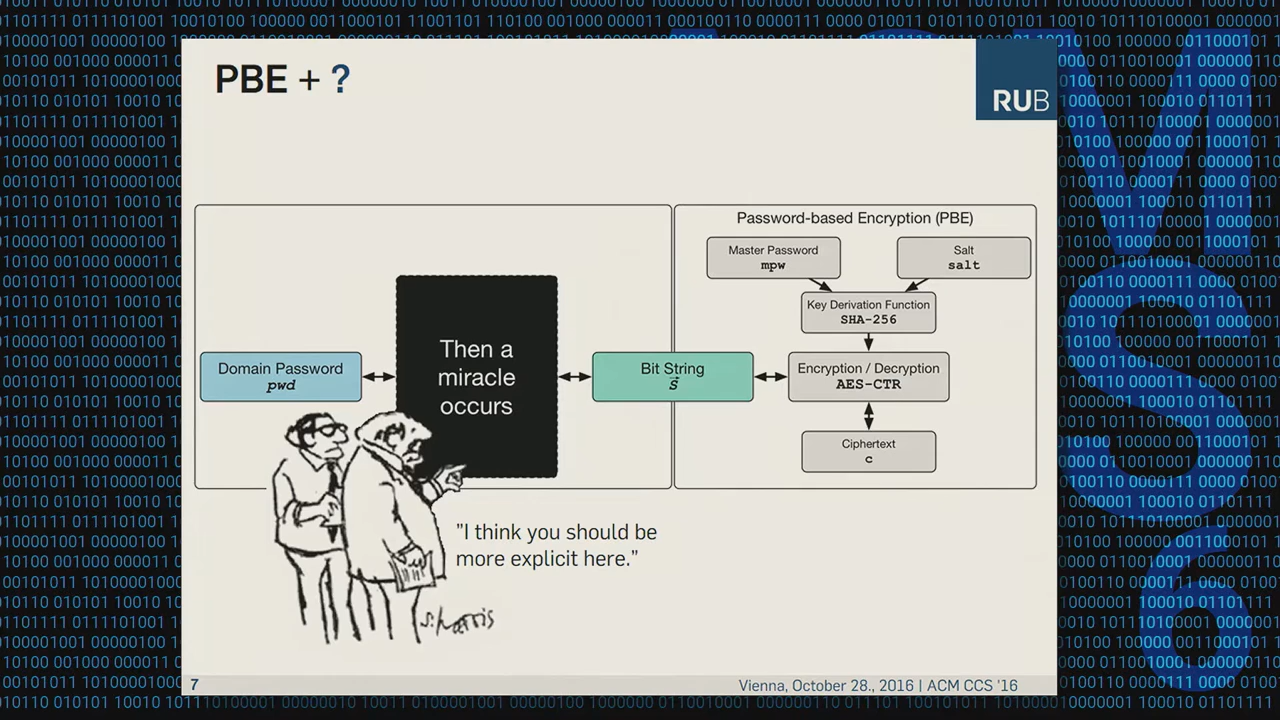 PBE + ?
RUB
Password-based Encryption (PBE)
Master Password
mpw
Salt
salt
Key Derivation Function
SHA-256
Then a
miracle
occurs
Domain Password
pwd
Bit String
s
Encryption / Decryption
AES-CTR
Ciphertext
c
"I think you should be
more explicit here."
S. Harris
7
Vienna, October 28., 2016 | ACM CCS '16